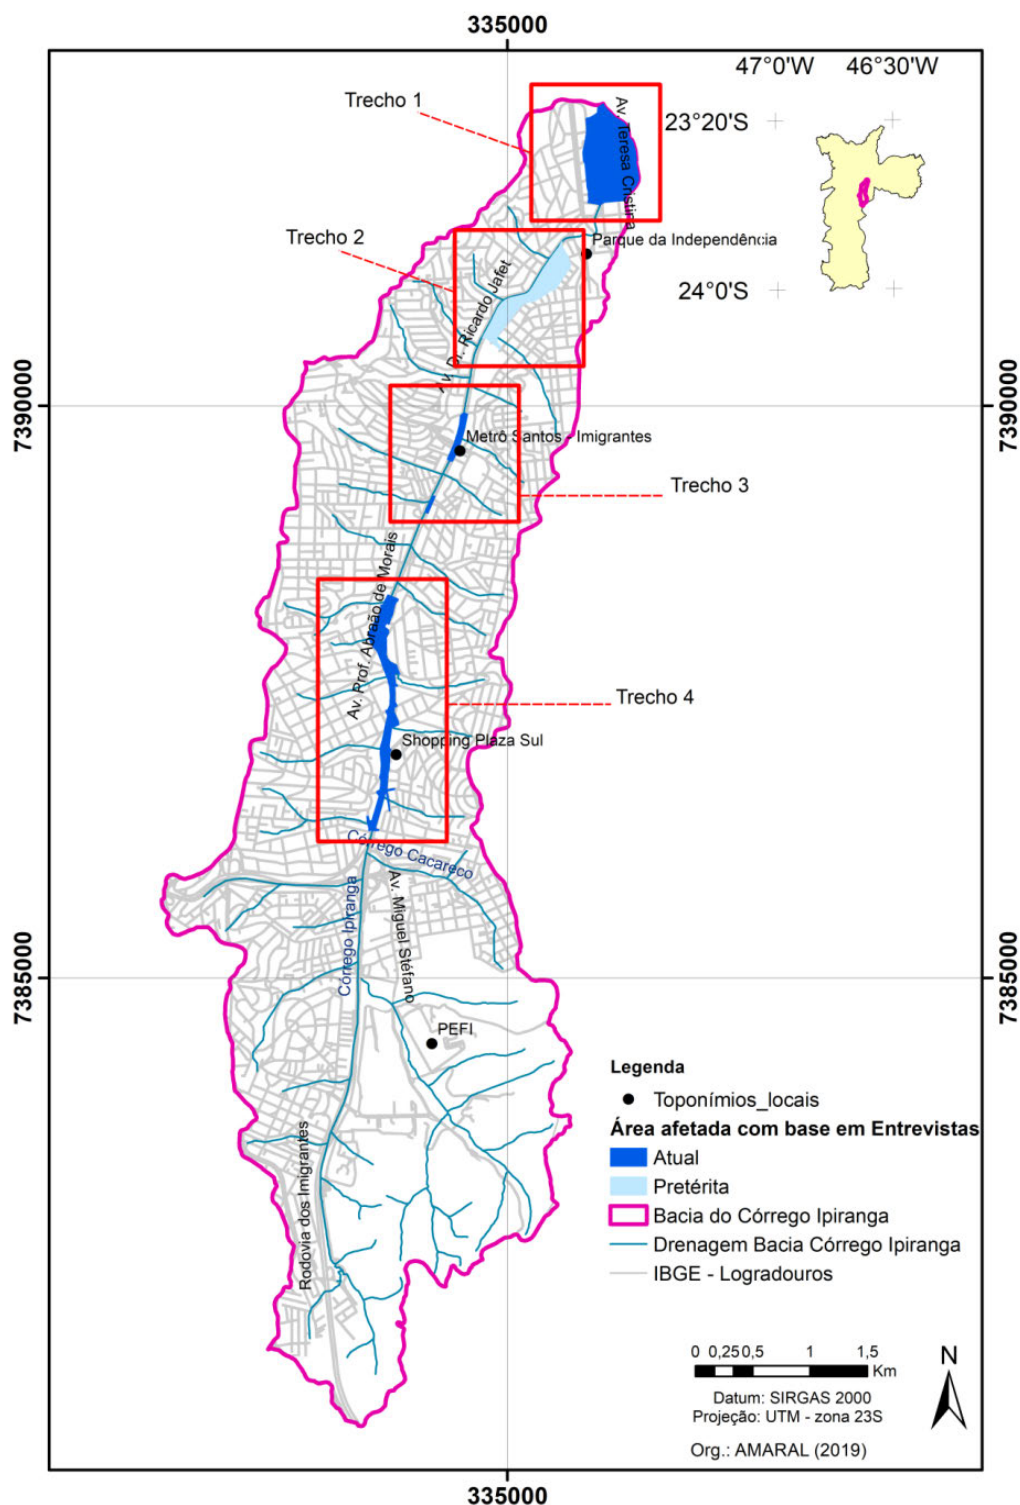 335000
47°0'W 46°30'W
Trecho 1
23°20'S
Av. Teresa Cristina
Trecho 2
Parque da Independência
24°0'S
Av. Dr. Ricardo Jafet
7390000
7390000
Metrô Santos - Imigrantes
Trecho 3
Av. Prof. Abraão de Morais
Trecho 4
Shopping Plaza Sul
Córrego Cacareco
Av. Miguel Stéfano
Córrego Ipiranga
7385000
7385000
PEFI
Rodovia dos Imigrantes
Legenda
Toponímios_locais
Área afetada com base em Entrevistas
Atual
Pretérita
Bacia do Córrego Ipiranga
Drenagem Bacia Córrego Ipiranga
IBGE - Logradouros
0 0,25 0,5 1 1,5
Km
N
Datum: SIRGAS 2000
Projeção: UTM - zona 23S
Org.: AMARAL (2019)
335000